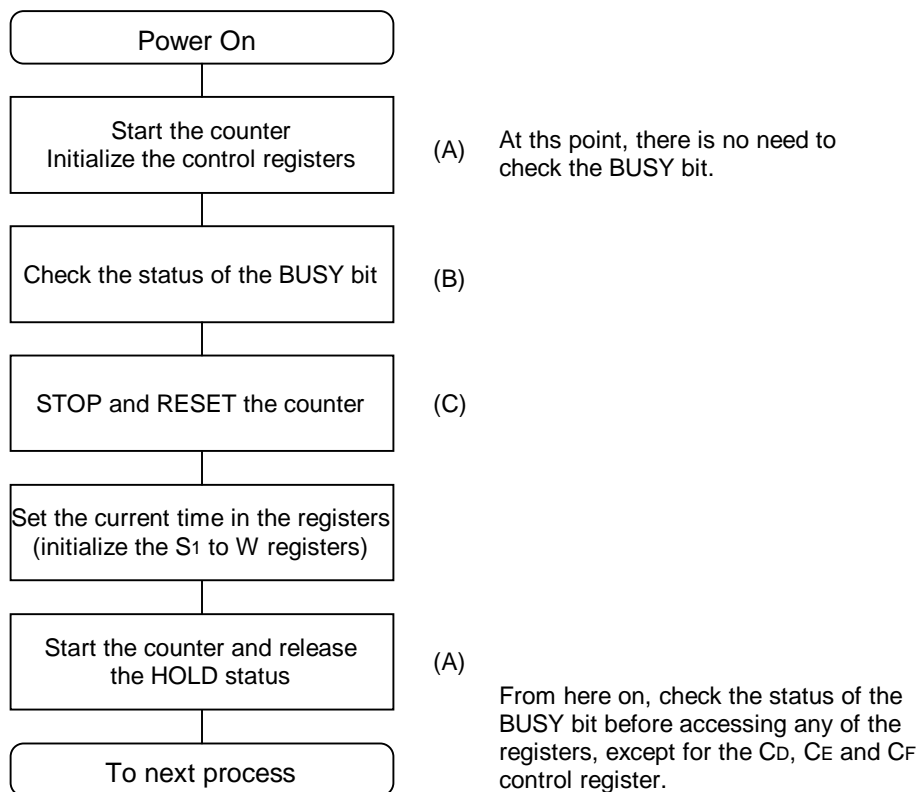 Power On
Start the counter
Initialize the control registers
(A)
At ths point, there is no need to
check the BUSY bit.
Check the status of the BUSY bit
(B)
STOP and RESET the counter
(C)
Set the current time in the registers
(initialize the S1 to W registers)
Start the counter and release
the HOLD status
(A)
From here on, check the status of the
BUSY bit before accessing any of the
registers, except for the CD, CE and CF
control register.
To next process